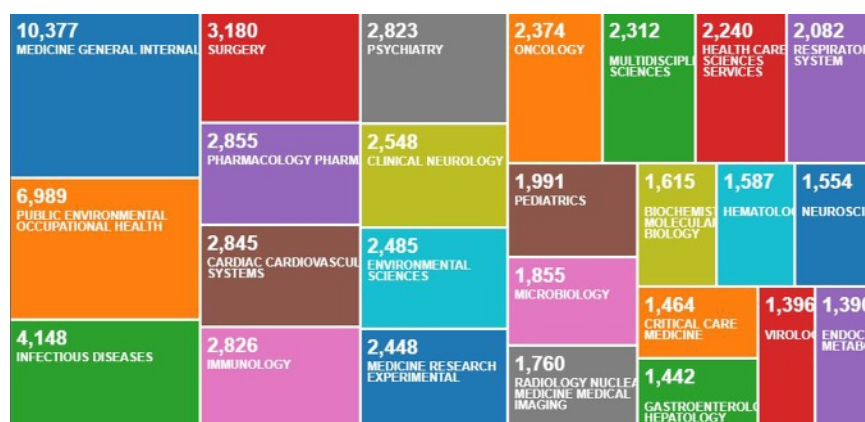 10,377
MEDICINE GENERAL INTERNAL
6,989
PUBLIC ENVIRONMENTAL
OCCUPATIONAL HEALTH
4,148
INFECTIOUS DISEASES
3,180
SURGERY
2,855
PHARMACOLOGY PHARM
2,845
CARDIAC CARDIOVASCUL
SYSTEMS
2,826
IMMUNOLOGY
2,823
PSYCHIATRY
2,548
CLINICAL NEUROLOGY
2,485
ENVIRONMENTAL
SCIENCES
2,448
MEDICINE RESEARCH
EXPERIMENTAL
2,374
ONCOLOGY
2,312
MULTIDISCIPLI
SCIENCES
2,240
HEALTH CARE
SCIENCES
SERVICES
2,082
RESPIRATOR
SYSTEM
1,991
PEDIATRICS
1,855
MICROBIOLOGY
1,760
RADIOLOGY NUCLEA
MEDICINE MEDICAL
IMAGING
1,615
BIOCHEMIST
MOLECULAR
BIOLOGY
1,587
HEMATOLO
1,554
NEUROSCI
1,464
CRITICAL CARE
MEDICINE
1,442
GASTROENTEROLO
HEPATOLOGY
1,396
VIROLO
1,390
ENDOC
METAB